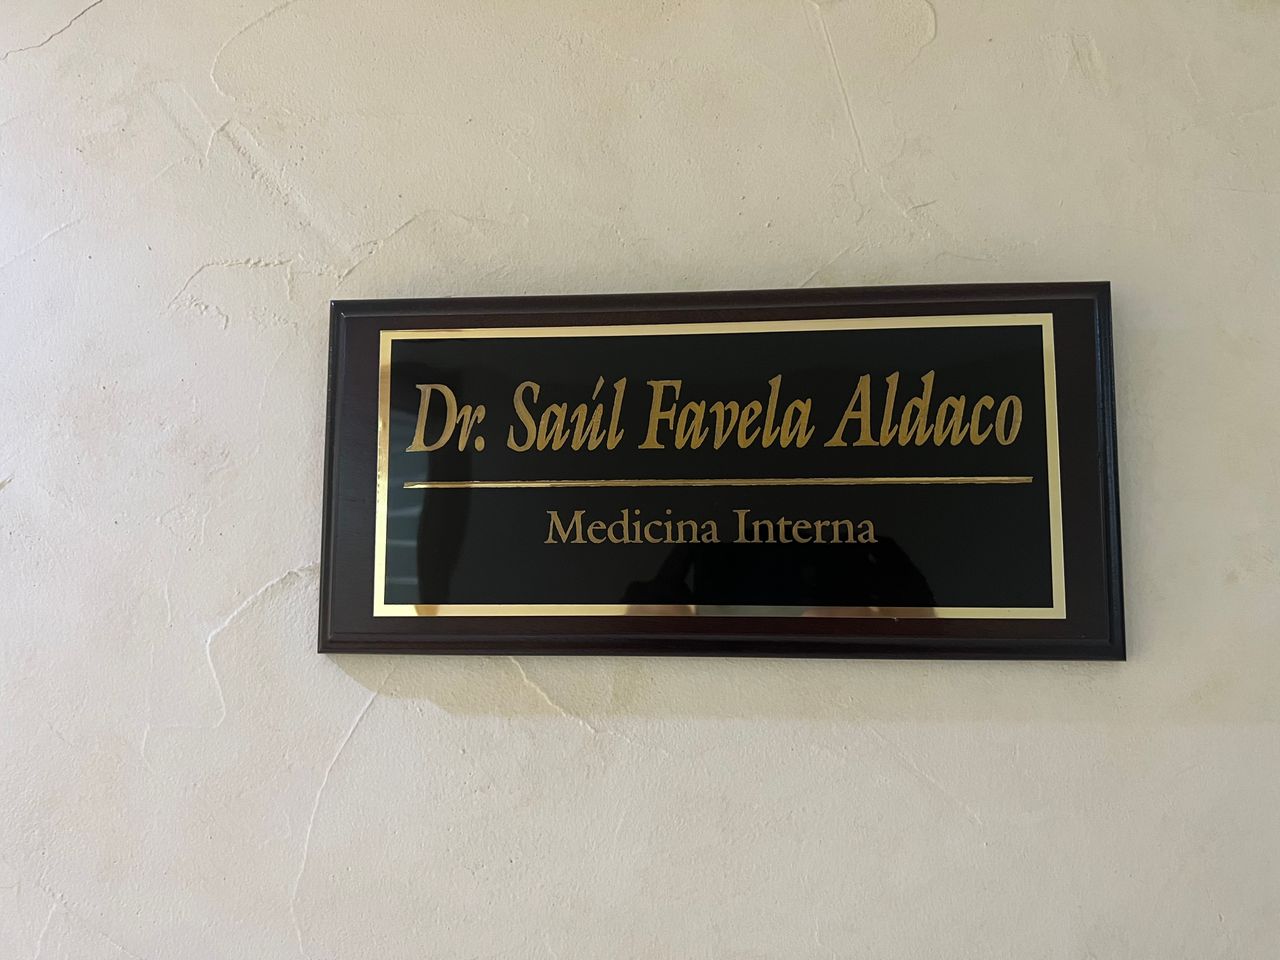 Dr. Saúl Favela Aldaco
Medicina Interna